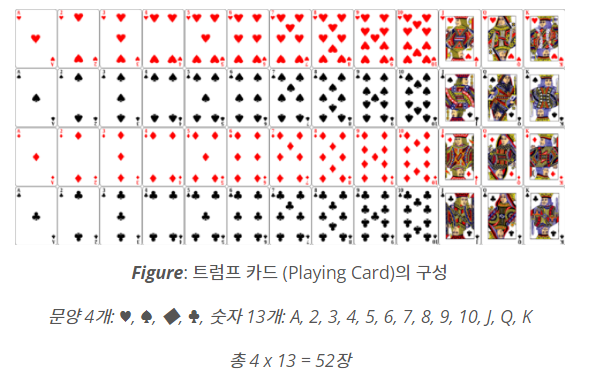 Figure: 트럼프 카드 (Playing Card)의 구성
문양 4개: ♥, ♠, ◆, ♣, 숫자 13개: A, 2, 3, 4, 5, 6, 7, 8, 9, 10, J, Q, K
총 4 x 13 = 52장